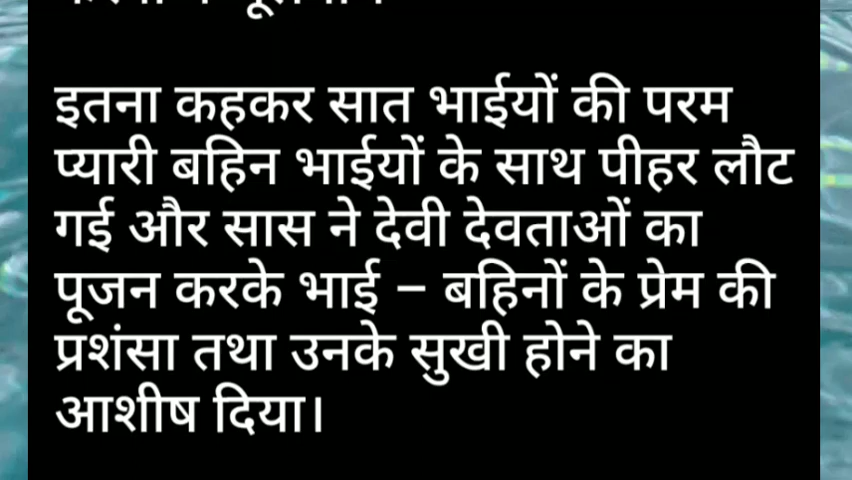 इतना कहकर सात भाईयों की परम
प्यारी बहिन भाईयों के साथ पीहर लौट
गई और सास ने देवी देवताओं का
पूजन करके भाई – बहिनों के प्रेम की
प्रशंसा तथा उनके सुखी होने का
आशीष दिया।